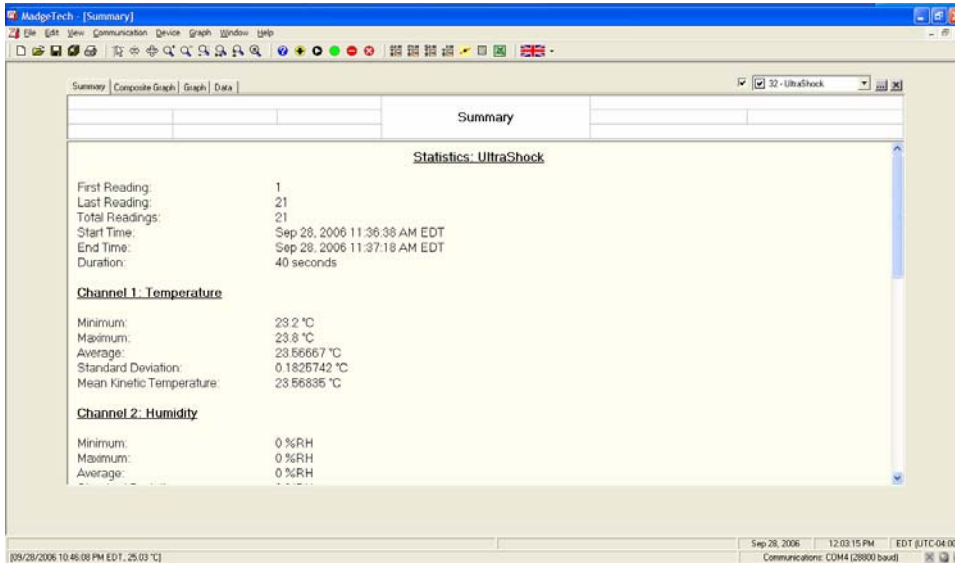 MadgeTech - [Summary]
File Edit View Communication Device Graph Window Help
Summary Composite Graph Graph Data 32 - UltraShock
Summary
Statistics: UltraShock
First Reading: 1
Last Reading: 21
Total Readings: 21
Start Time: Sep 28, 2006 11:36:38 AM EDT
End Time: Sep 28, 2006 11:37:18 AM EDT
Duration: 40 seconds
Channel 1: Temperature
Minimum: 23.2 °C
Maximum: 23.8 °C
Average: 23.56667 °C
Standard Deviation: 0.1825742 °C
Mean Kinetic Temperature: 23.56835 °C
Channel 2: Humidity
Minimum: 0 %RH
Maximum: 0 %RH
Average: 0 %RH
Sep 28, 2006 12:03:15 PM EDT (UTC-04:00
[09/28/2006 10:46:08 PM EDT, 25.03 °C] Communications: COM4 (28800 baud)